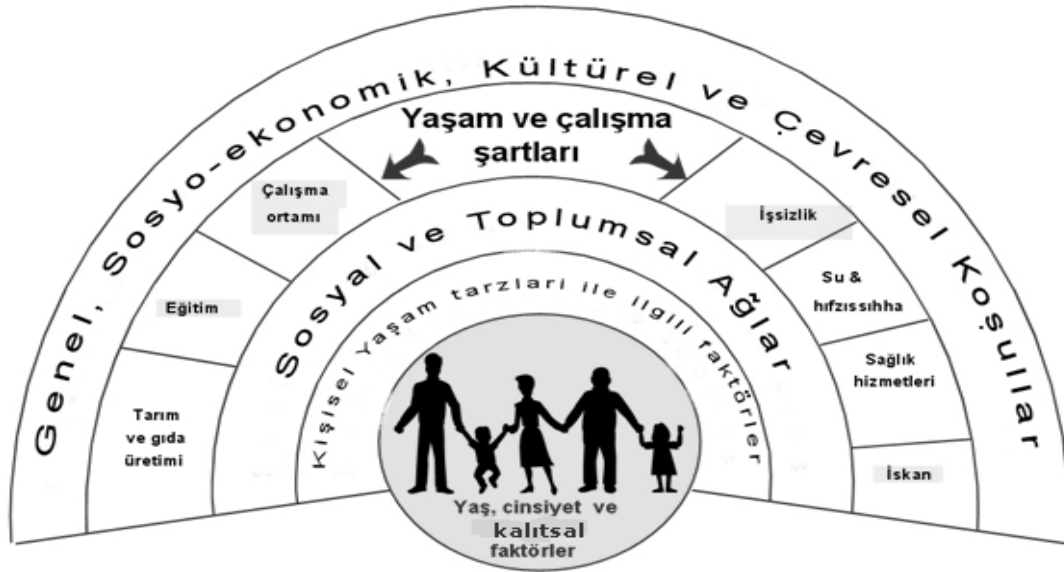 Genel, Sosyo-ekonomik, Kültürel ve Çevresel Koşullar
Yaşam ve çalışma
şartları
Çalışma
ortamı
İşsizlik
Eğitim
Su &
hıfzıssıhha
Tarım
ve gıda
üretimi
Sağlık
hizmetleri
İskan
Sosyal ve Toplumsal Ağlar
Kişisel Yaşam tarzlari ile ilgili faktörler
Yaş, cinsiyet ve
kalıtsal
faktörler